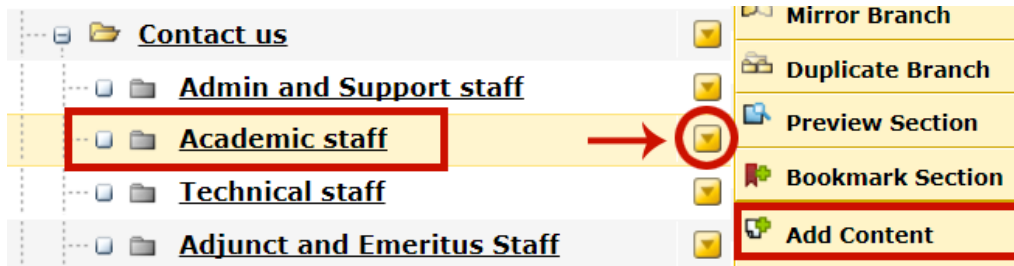 Contact us
Admin and Support staff
Academic staff
Technical staff
Adjunct and Emeritus Staff
Mirror Branch
Duplicate Branch
Preview Section
Bookmark Section
Add Content